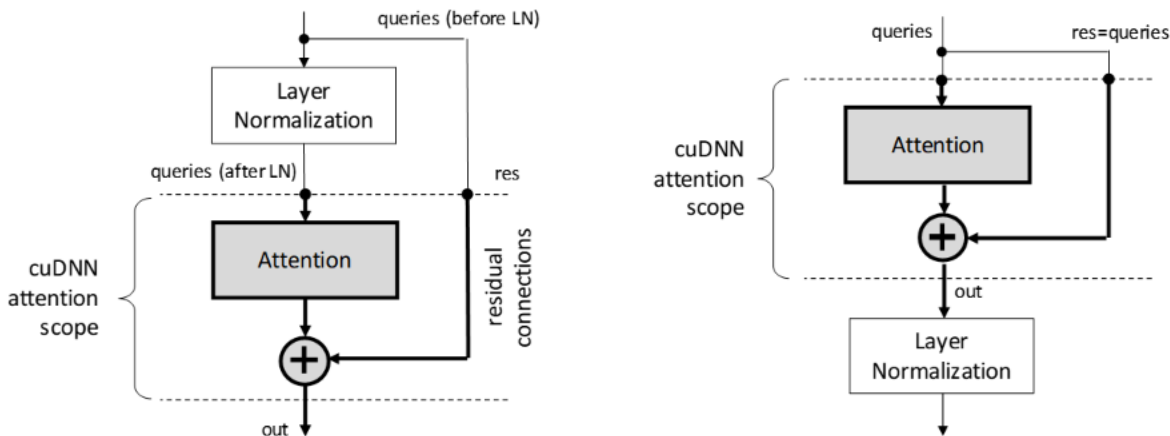 queries (before LN)
Layer
Normalization
queries (after LN)
res
cuDNN
attention
scope
Attention
residual
connections
+
out
queries
res=queries
cuDNN
attention
scope
Attention
+
out
Layer
Normalization